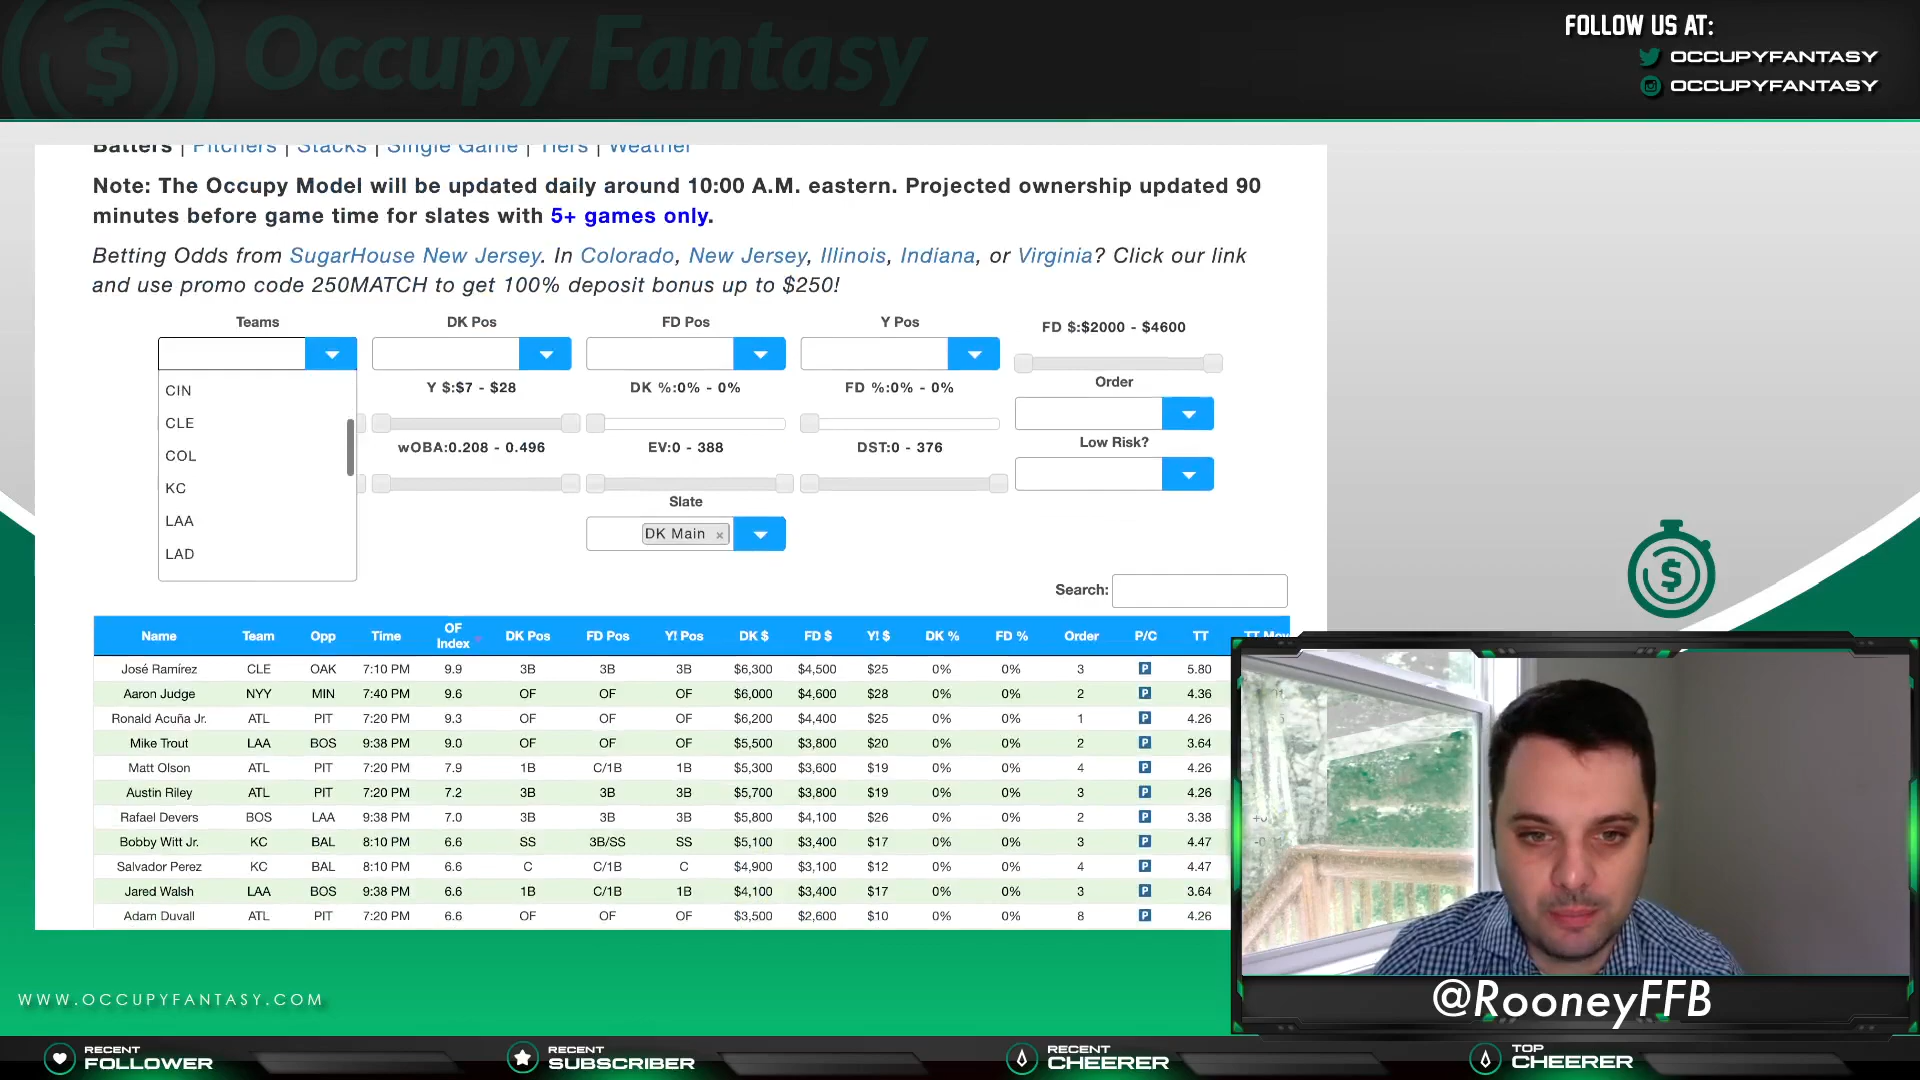 Occupy Fantasy
FOLLOW US AT:
OCCUPYFANTASY
OCCUPYFANTASY
Batters | Pitchers | Stacks | Single Game | Tiers | Weather
Note: The Occupy Model will be updated daily around 10:00 A.M. eastern. Projected ownership updated 90
minutes before game time for slates with 5+ games only.
Betting Odds from SugarHouse New Jersey. In Colorado, New Jersey, Illinois, Indiana, or Virginia? Click our link
and use promo code 250MATCH to get 100% deposit bonus up to $250!
Teams DK Pos FD Pos Y Pos FD $:$2000 - $4600
Y $:$7 - $28 DK %:0% - 0% FD %:0% - 0% Order
wOBA:0.208 - 0.496 EV:0 - 388 DST:0 - 376 Low Risk?
CIN
CLE
COL
KC
LAA
LAD
Slate
DK Main ×
Search:
Name Team Opp Time OF Index DK Pos FD Pos Y! Pos DK $ FD $ Y! $ DK % FD % Order P/C TT TT Mov
José Ramírez CLE OAK 7:10 PM 9.9 3B 3B 3B $6,300 $4,500 $25 0% 0% 3 P 5.80
Aaron Judge NYY MIN 7:40 PM 9.6 OF OF OF $6,000 $4,600 $28 0% 0% 2 P 4.36
Ronald Acuña Jr. ATL PIT 7:20 PM 9.3 OF OF OF $6,200 $4,400 $25 0% 0% 1 P 4.26
Mike Trout LAA BOS 9:38 PM 9.0 OF OF OF $5,500 $3,800 $20 0% 0% 2 P 3.64
Matt Olson ATL PIT 7:20 PM 7.9 1B C/1B 1B $5,300 $3,600 $19 0% 0% 4 P 4.26
Austin Riley ATL PIT 7:20 PM 7.2 3B 3B 3B $5,700 $3,800 $19 0% 0% 3 P 4.26
Rafael Devers BOS LAA 9:38 PM 7.0 3B 3B 3B $5,800 $4,100 $26 0% 0% 2 P 3.38
Bobby Witt Jr. KC BAL 8:10 PM 6.6 SS 3B/SS SS $5,100 $3,400 $17 0% 0% 3 P 4.47
Salvador Perez KC BAL 8:10 PM 6.6 C C/1B C $4,900 $3,100 $12 0% 0% 4 P 4.47
Jared Walsh LAA BOS 9:38 PM 6.6 1B C/1B 1B $4,100 $3,400 $17 0% 0% 3 P 3.64
Adam Duvall ATL PIT 7:20 PM 6.6 OF OF OF $3,500 $2,600 $10 0% 0% 8 P 4.26
WWW.OCCUPYFANTASY.COM
@RooneyFFB
RECENT FOLLOWER
RECENT SUBSCRIBER
RECENT CHEERER
TOP CHEERER